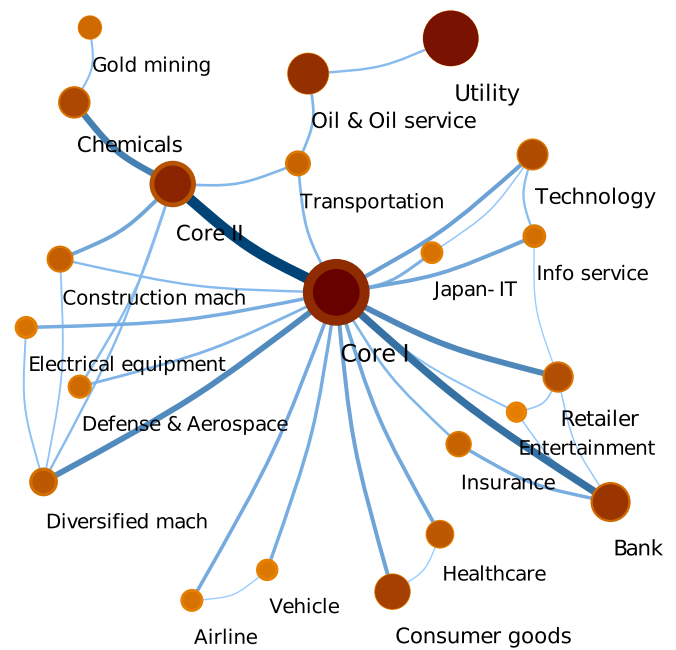 Gold mining
Utility
Oil & Oil service
Chemicals
Technology
Transportation
Core II
Info service
Japan- IT
Construction mach
Core I
Electrical equipment
Retailer
Defense & Aerospace
Entertainment
Insurance
Diversified mach
Bank
Healthcare
Vehicle
Airline
Consumer goods